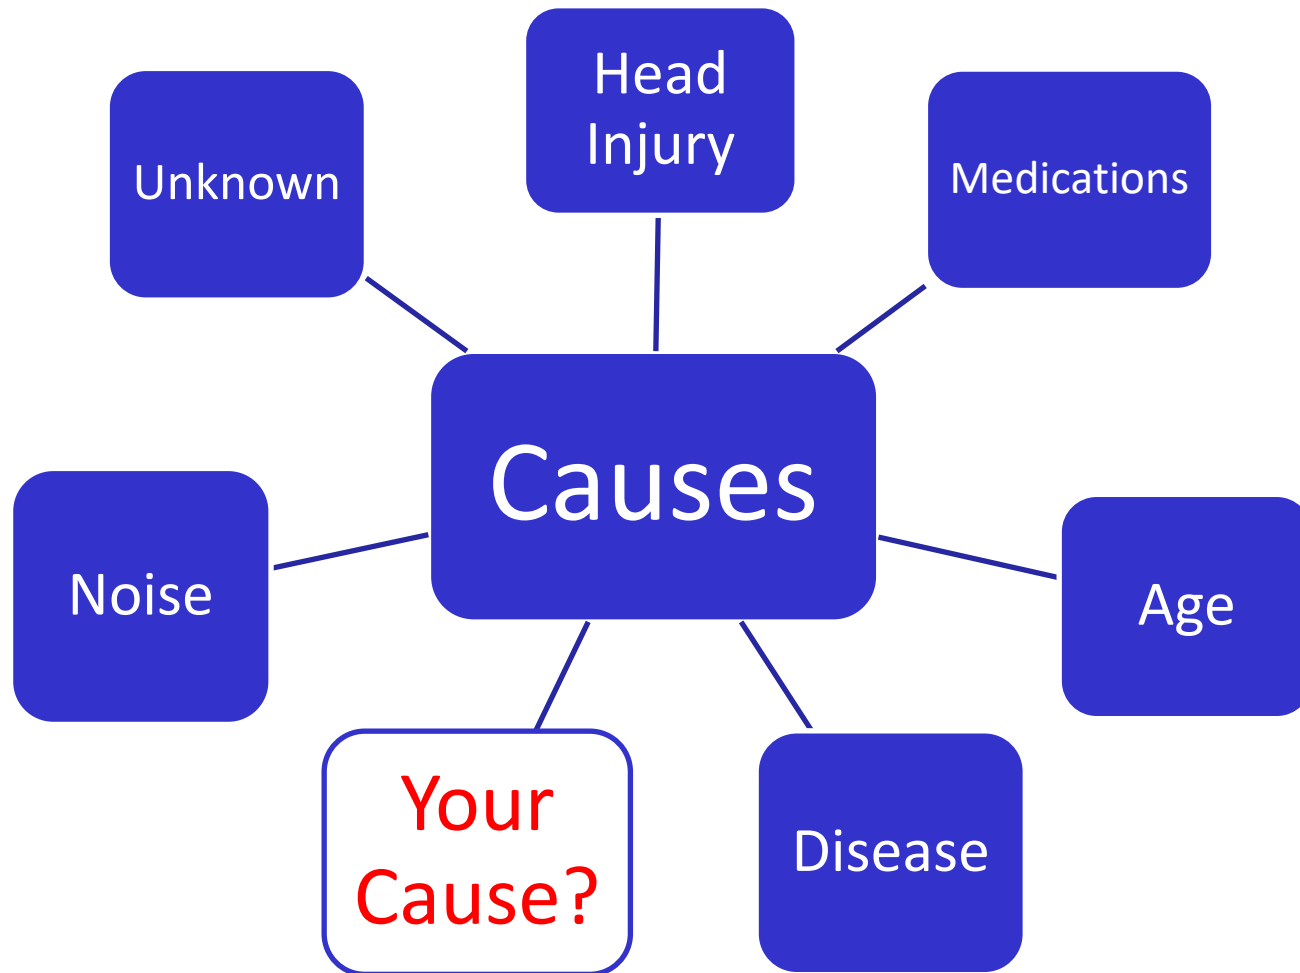 Head
Injury
Unknown
Medications
Causes
Noise
Age
Your
Cause?
Disease